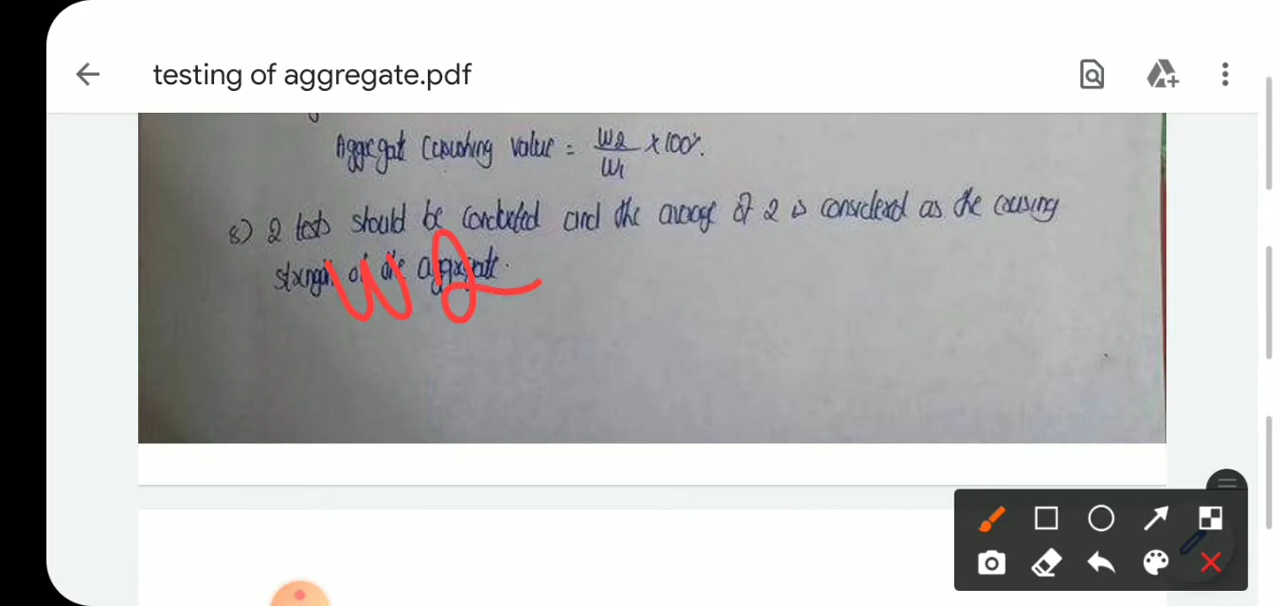 testing of aggregate.pdf
Aggregate Crushing value = W2/W1 × 100%.
8) 2 tests should be conducted and the average of 2 is considered as the crusing
strength of the aggregate.
W2